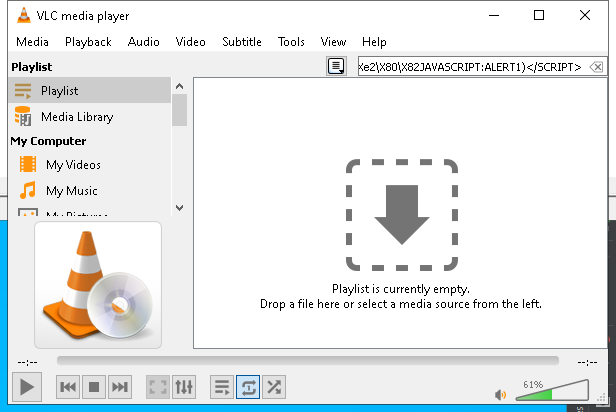 VLC media player
Media Playback Audio Video Subtitle Tools View Help
Playlist
Xe2\X80\X82JAVASCRIPT:ALERT1)</SCRIPT>
Playlist
Media Library
My Computer
My Videos
My Music
My Pictures
Playlist is currently empty.
Drop a file here or select a media source from the left.
--:--
--:--
61%